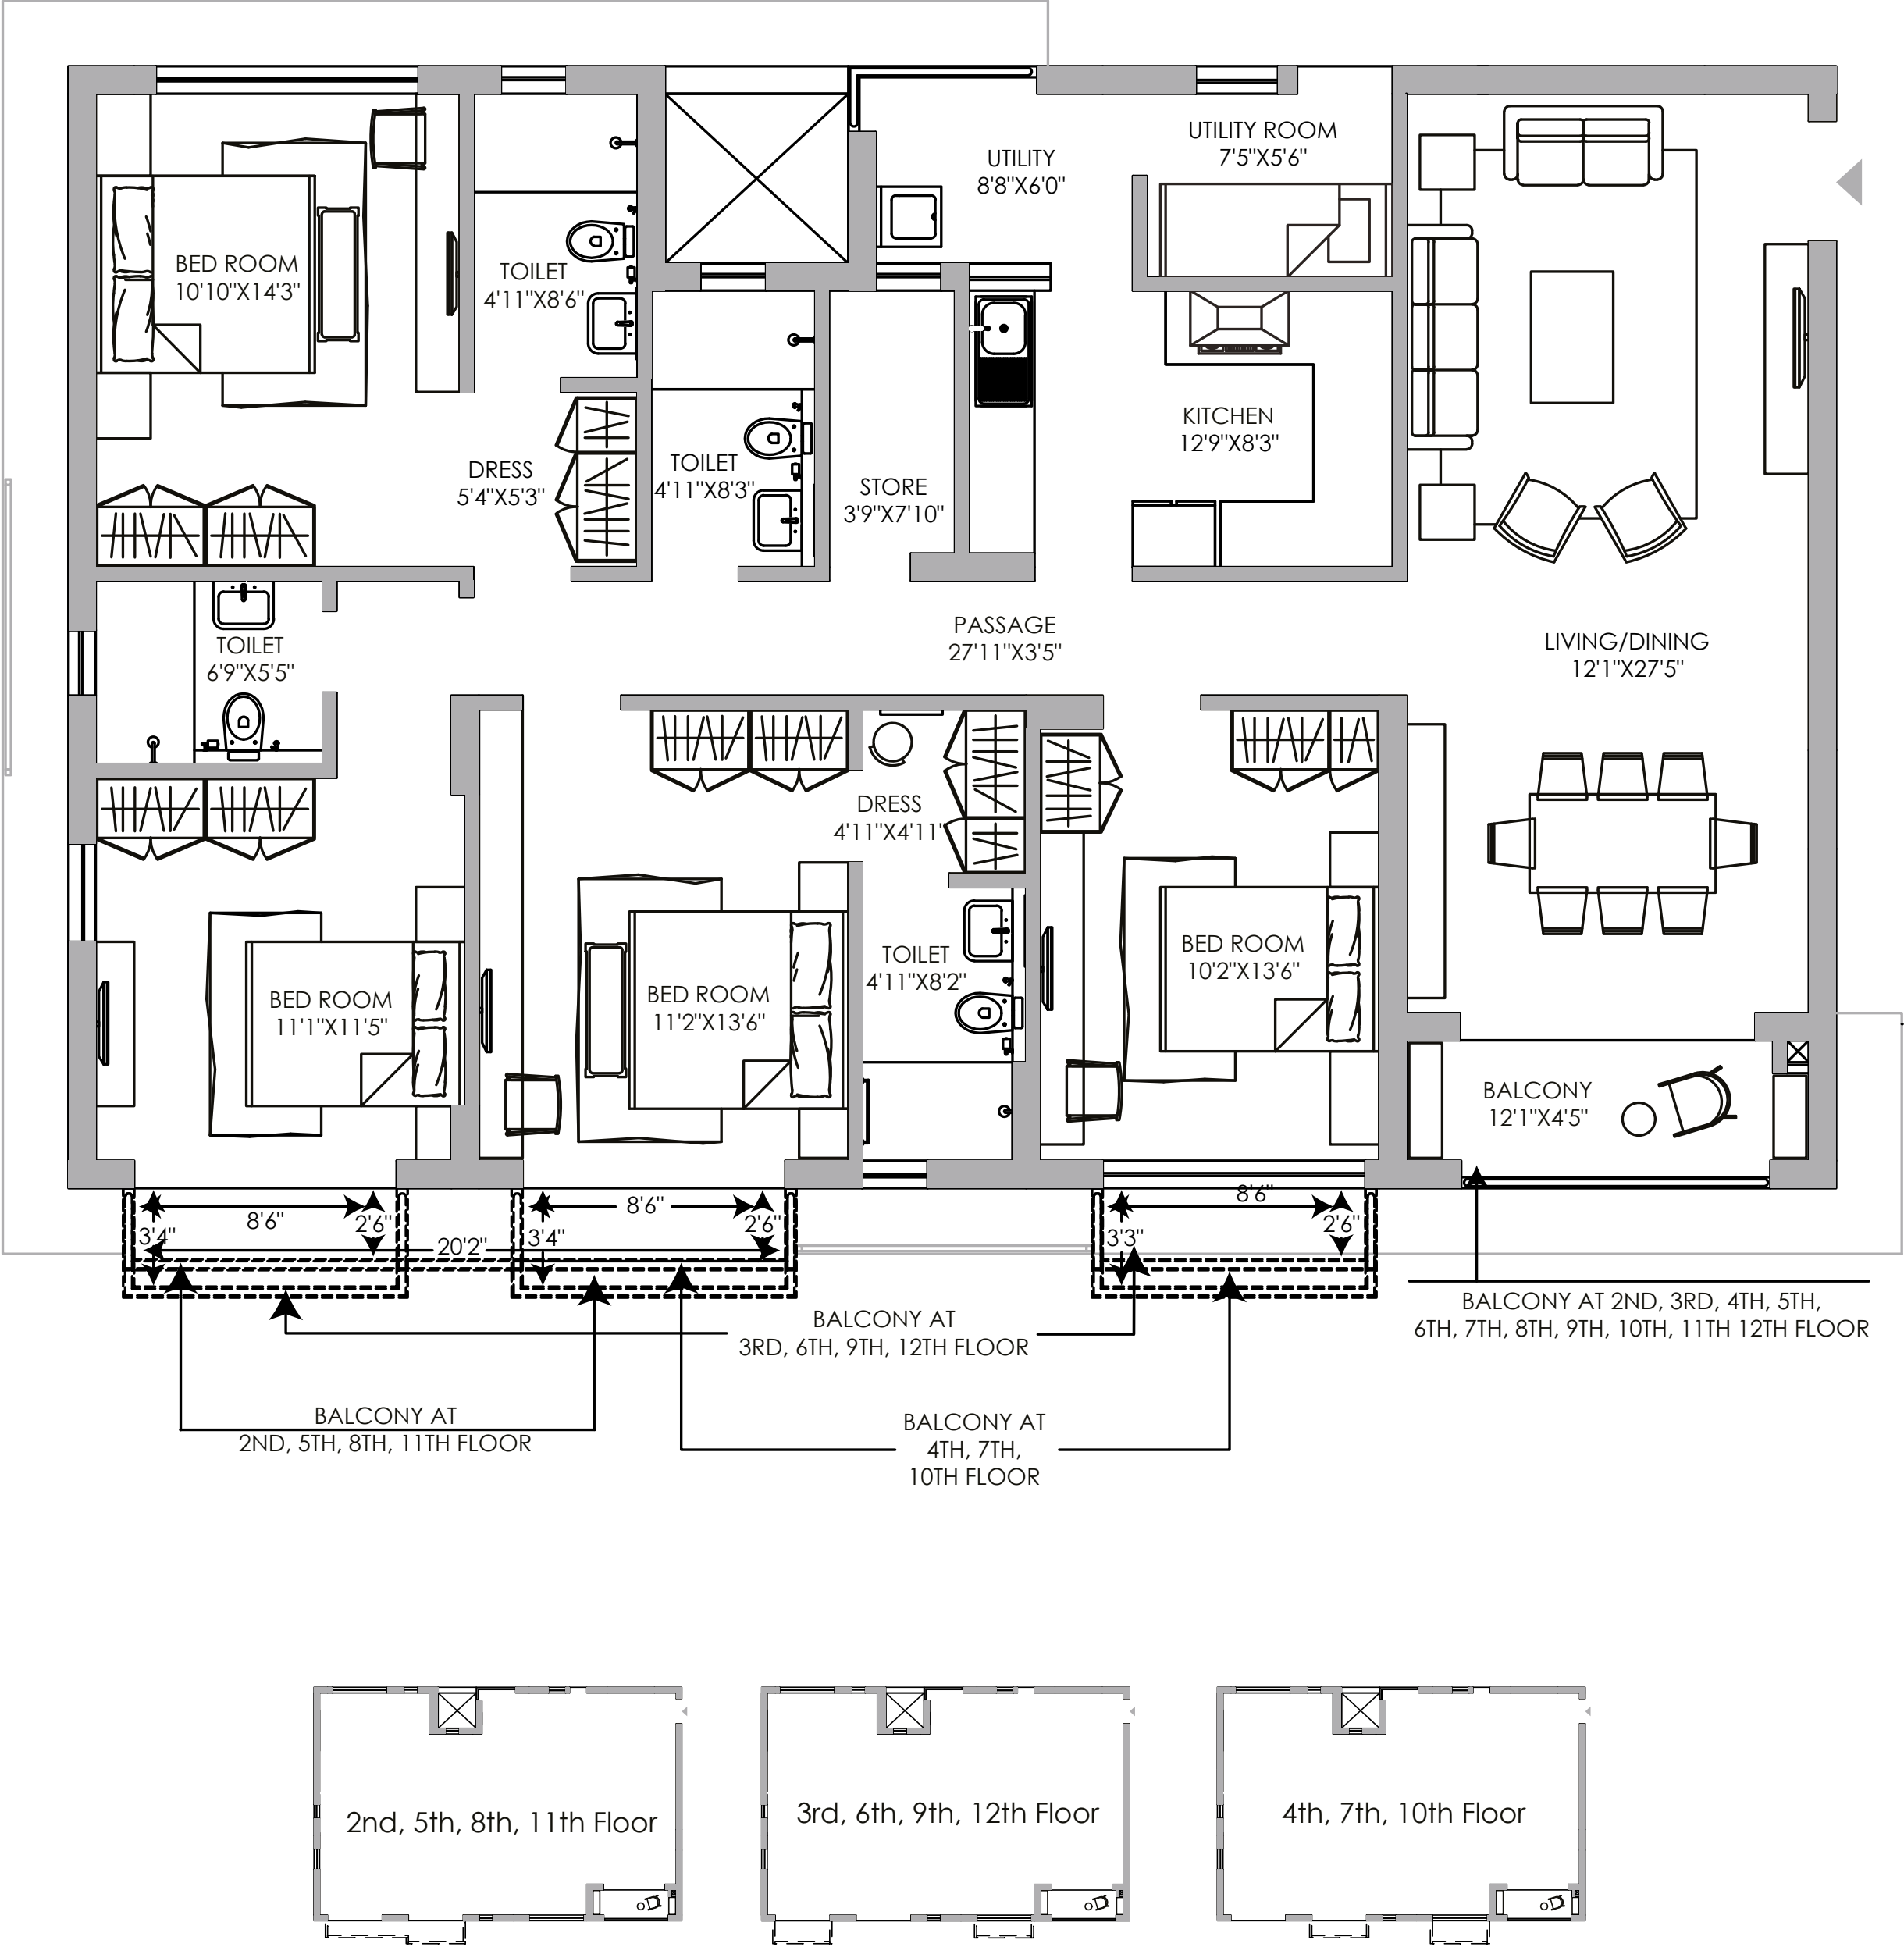 UTILITY ROOM
7'5"X5'6"
UTILITY
8'8"X6'0"
BED ROOM
10'10"X14'3"
TOILET
4'11"X8'6"
KITCHEN
12'9"X8'3"
DRESS
5'4"X5'3"
TOILET
4'11"X8'3"
STORE
3'9"X7'10"
PASSAGE
27'11"X3'5"
TOILET
6'9"X5'5"
LIVING/DINING
12'1"X27'5"
DRESS
4'11"X4'11'
TOILET
4'11"X8'2"
BED ROOM
10'2"X13'6"
BED ROOM
11'1"X11'5"
BED ROOM
11'2"X13'6"
BALCONY
12'1"X4'5"
8'6"
2'6"
3'4"
20'2"
8'6"
2'6"
3'4"
8'6"
2'6"
3'3"
BALCONY AT
3RD, 6TH, 9TH, 12TH FLOOR
BALCONY AT 2ND, 3RD, 4TH, 5TH,
6TH, 7TH, 8TH, 9TH, 10TH, 11TH 12TH FLOOR
BALCONY AT
2ND, 5TH, 8TH, 11TH FLOOR
BALCONY AT
4TH, 7TH,
10TH FLOOR
2nd, 5th, 8th, 11th Floor
3rd, 6th, 9th, 12th Floor
4th, 7th, 10th Floor